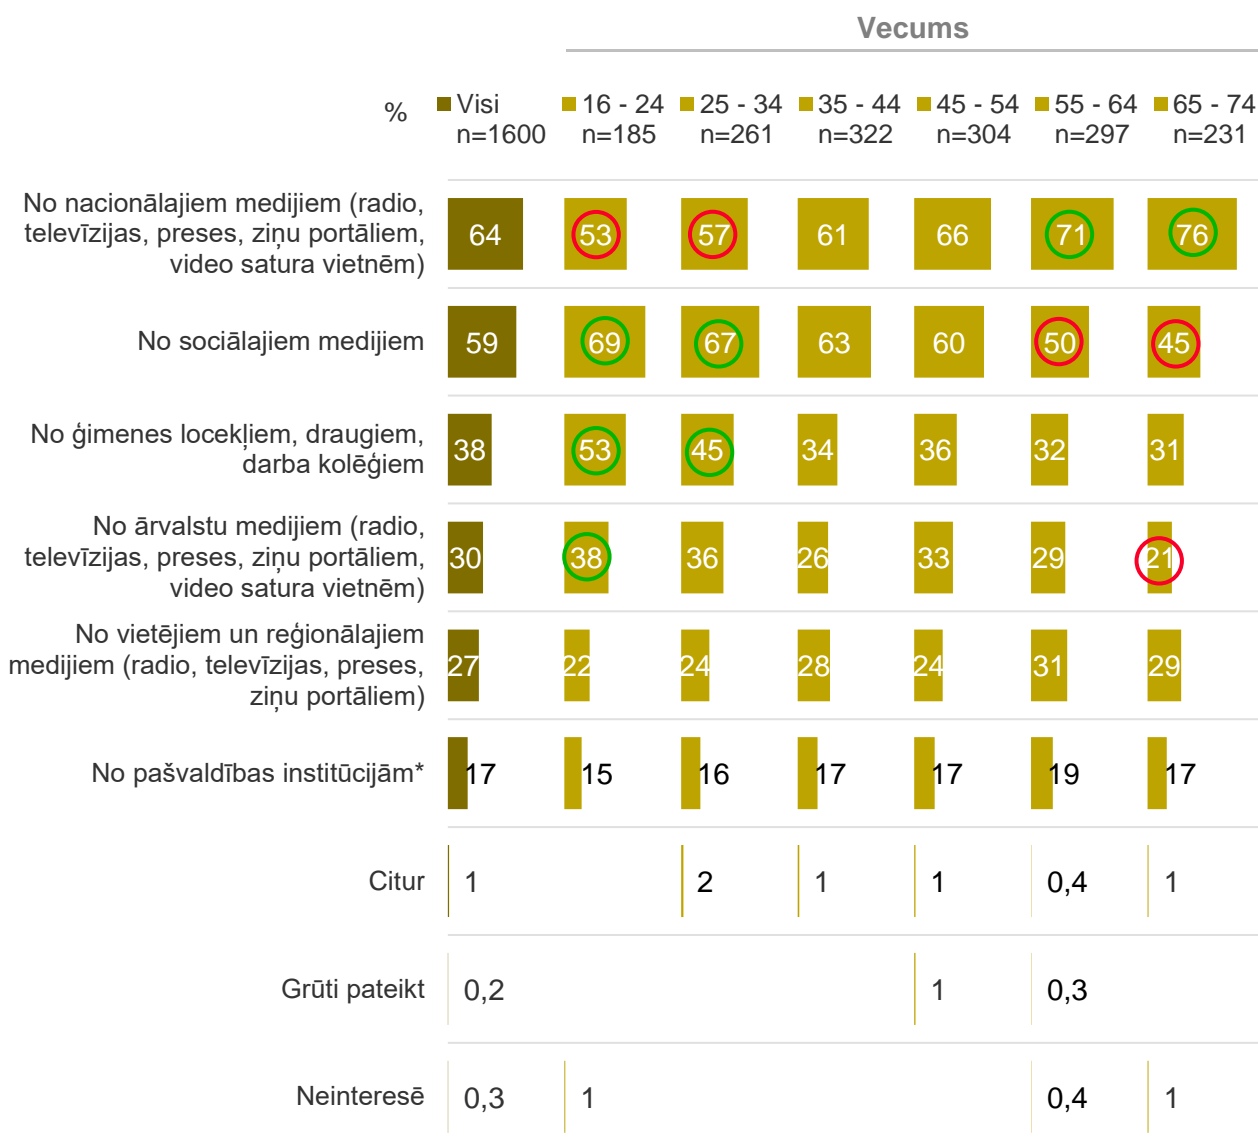 Vecums
% Visi 16 - 24 25 - 34 35 - 44 45 - 54 55 - 64 65 - 74
n=1600 n=185 n=261 n=322 n=304 n=297 n=231
No nacionālajiem medijiem (radio,
televīzijas, preses, ziņu portāliem,
video satura vietnēm)
64 53 57 61 66 71 76
No sociālajiem medijiem
59 69 67 63 60 50 45
No ģimenes locekļiem, draugiem,
darba kolēģiem
38 53 45 34 36 32 31
No ārvalstu medijiem (radio,
televīzijas, preses, ziņu portāliem,
video satura vietnēm)
30 38 36 26 33 29 21
No vietējiem un reģionālajiem
medijiem (radio, televīzijas, preses,
ziņu portāliem)
27 22 24 28 24 31 29
No pašvaldības institūcijām*
17 15 16 17 17 19 17
Citur
1 2 1 1 0,4 1
Grūti pateikt
0,2 1 0,3
Neinteresē
0,3 1 0,4 1